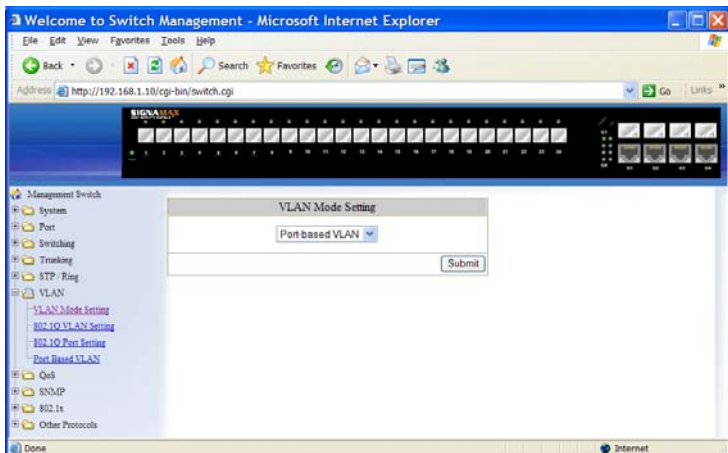 Welcome to Switch Management - Microsoft Internet Explorer
File Edit View Favorites Tools Help
Back Search Favorites
Address http://192.168.1.10/cgi-bin/switch.cgi Go Links »
SIGNAMAX
Management Switch
System
Port
Switching
Trunking
STP / Ring
VLAN
VLAN Mode Setting
802.1Q VLAN Setting
802.1Q Port Setting
Port Based VLAN
QoS
SNMP
802.1x
Other Protocols
VLAN Mode Setting
Port-based VLAN
Submit
Done Internet